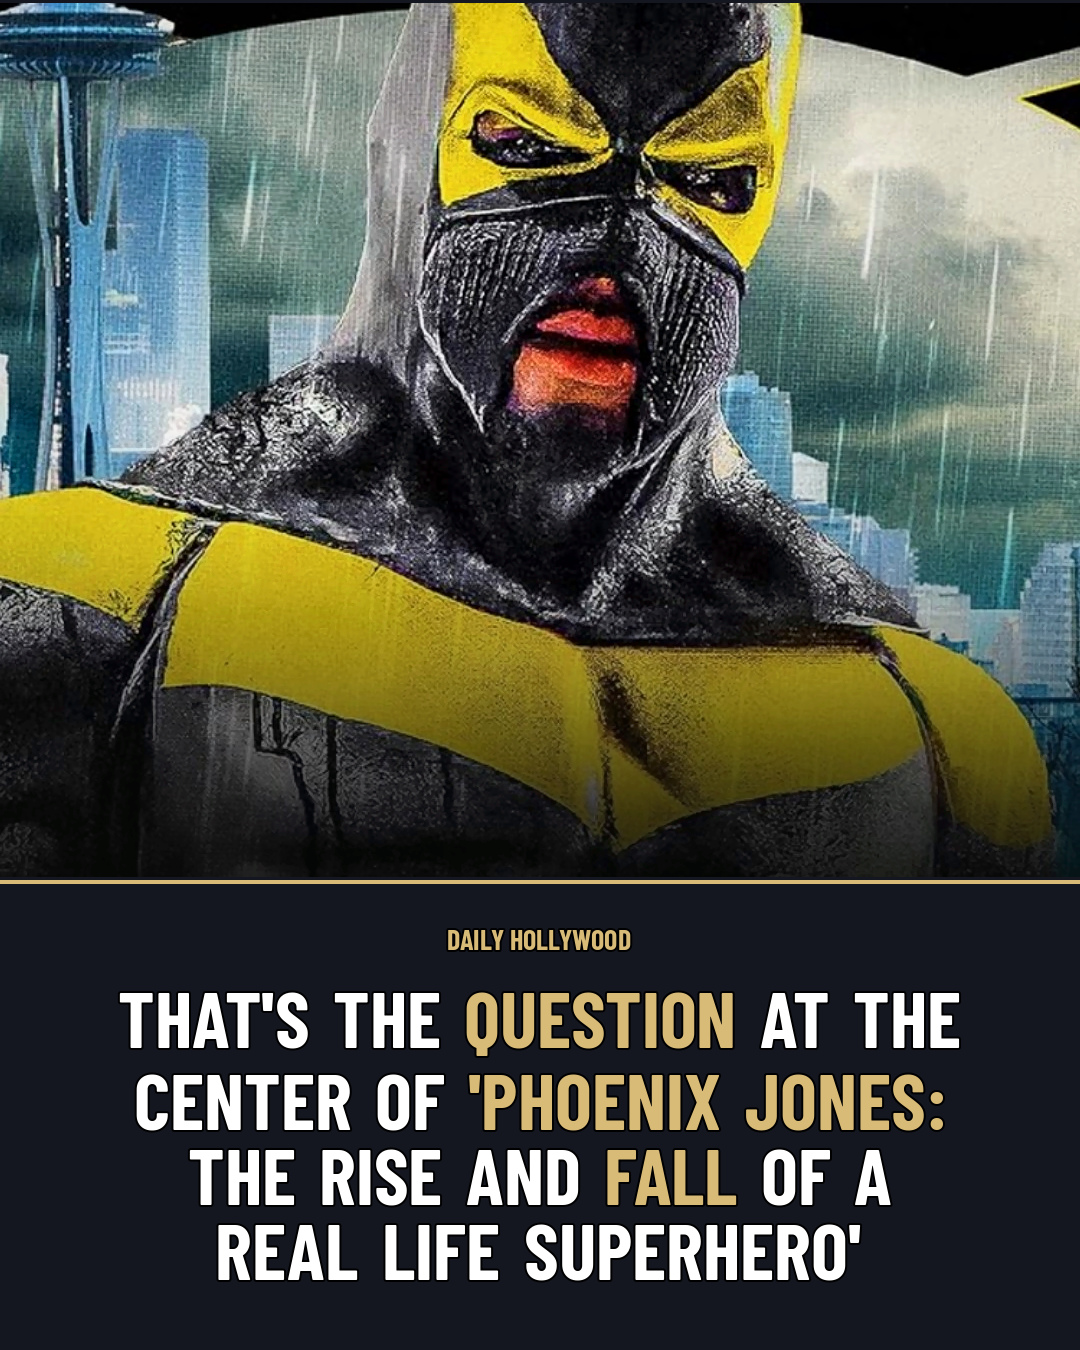 DAILY HOLLYWOOD
THAT'S THE QUESTION AT THE
CENTER OF 'PHOENIX JONES:
THE RISE AND FALL OF A
REAL LIFE SUPERHERO'